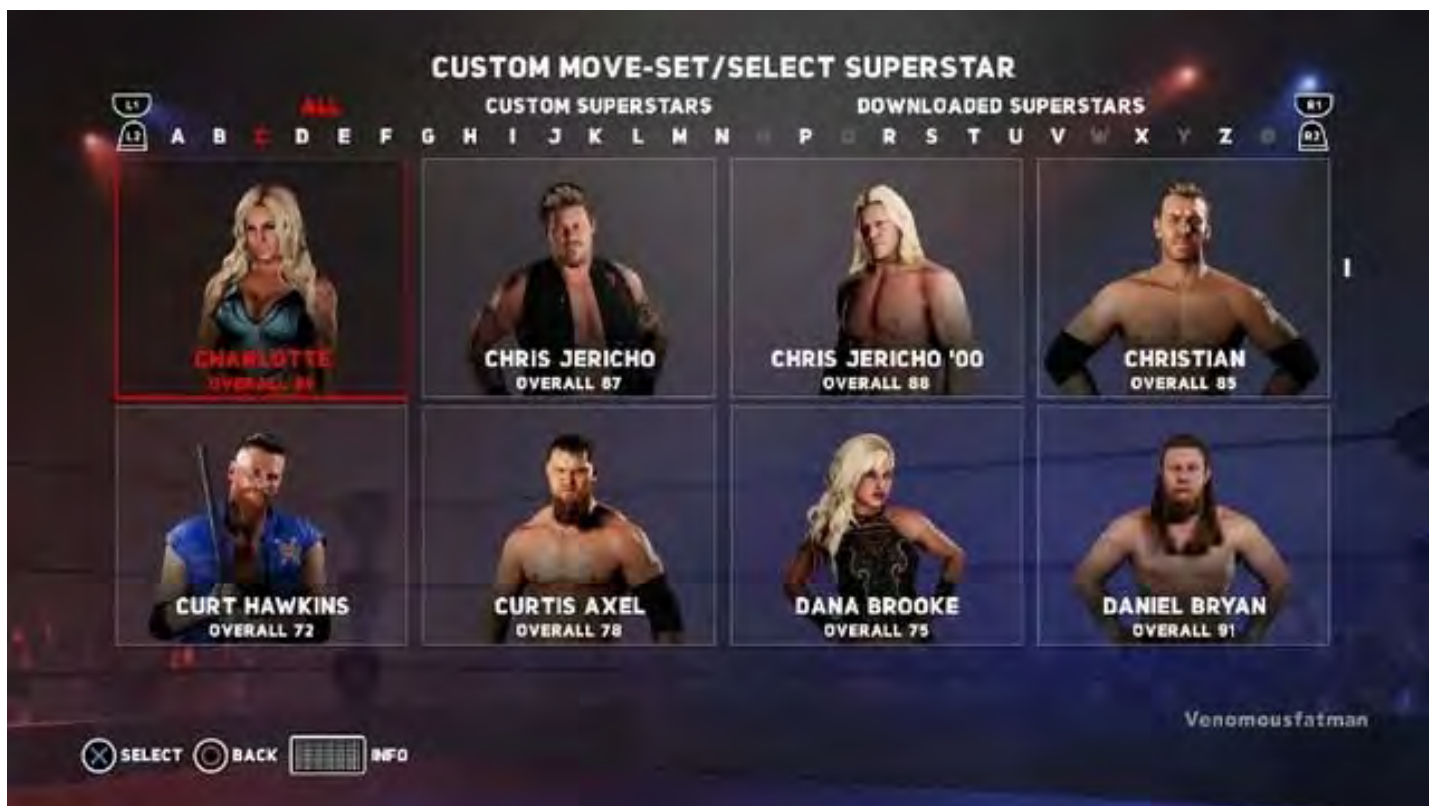 CUSTOM MOVE-SET/SELECT SUPERSTAR
L1 ALL CUSTOM SUPERSTARS DOWNLOADED SUPERSTARS R1
L2 A B C D E F G H I J K L M N P R S T U V W X Y Z R2
CHARLOTTE CHRIS JERICHO CHRIS JERICHO '00 CHRISTIAN
OVERALL OVERALL 87 OVERALL 88 OVERALL 85
CURT HAWKINS CURTIS AXEL DANA BROOKE DANIEL BRYAN
OVERALL 72 OVERALL 78 OVERALL 75 OVERALL 91
Venomousfatman
SELECT BACK INFO